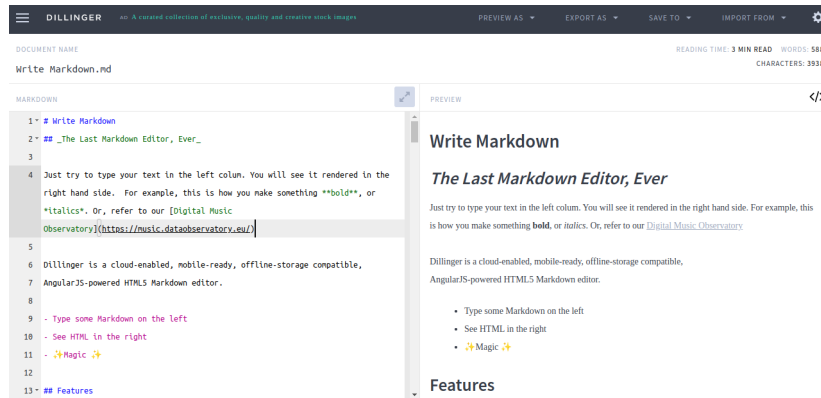 DILLINGER
ad: A curated collection of exclusive, quality and creative stock images
PREVIEW AS
EXPORT AS
SAVE TO
IMPORT FROM
DOCUMENT NAME
READING TIME: 3 MIN READ WORDS: 588
Write Markdown.md
CHARACTERS: 3938
MARKDOWN
1 # Write Markdown
2 ## _The Last Markdown Editor, Ever_
3
4 Just try to type your text in the left colum. You will see it rendered in the
right hand side.  For example, this is how you make something **bold**, or
*italics*. Or, refer to our [Digital Music
Observatory](https://music.dataobservatory.eu/)
5
6 Dillinger is a cloud-enabled, mobile-ready, offline-storage compatible,
7 AngularJS-powered HTML5 Markdown editor.
8
9 - Type some Markdown on the left
10 - See HTML in the right
11 - ✨Magic ✨
12
13 ## Features
PREVIEW
</>
Write Markdown
The Last Markdown Editor, Ever
Just try to type your text in the left colum. You will see it rendered in the right hand side. For example, this
is how you make something bold, or italics. Or, refer to our Digital Music Observatory
Dillinger is a cloud-enabled, mobile-ready, offline-storage compatible,
AngularJS-powered HTML5 Markdown editor.
• Type some Markdown on the left
• See HTML in the right
• ✨Magic ✨
Features